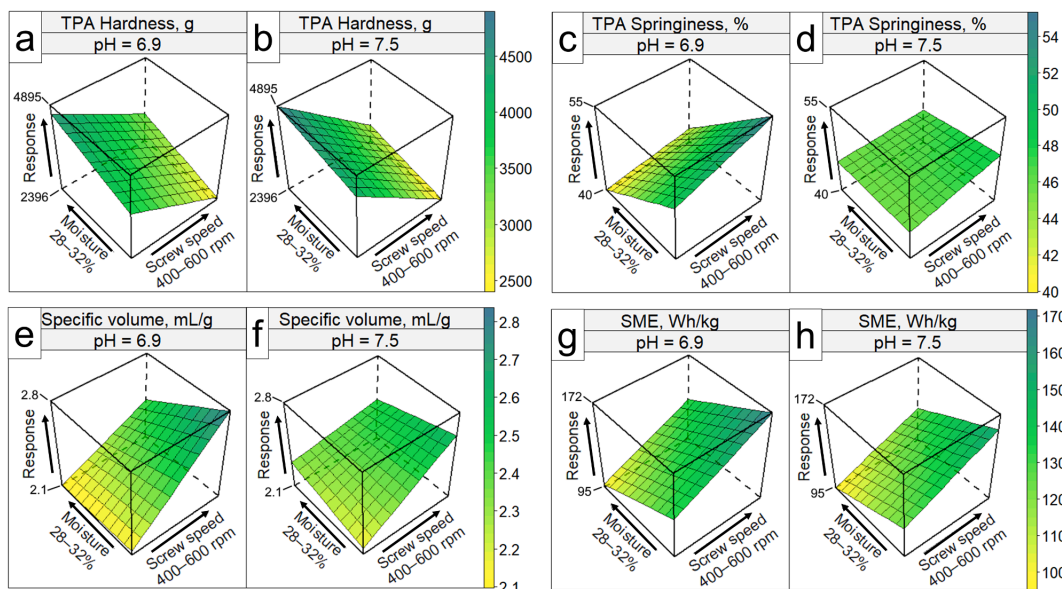 a
TPA Hardness, g
pH = 6.9
4895
2396
Response
Moisture
28–32%
Screw speed
400–600 rpm
b
TPA Hardness, g
pH = 7.5
4895
2396
Response
Moisture
28–32%
Screw speed
400–600 rpm
4500
4000
3500
3000
2500
c
TPA Springiness, %
pH = 6.9
55
40
Response
Moisture
28–32%
Screw speed
400–600 rpm
d
TPA Springiness, %
pH = 7.5
55
40
Response
Moisture
28–32%
Screw speed
400–600 rpm
54
52
50
48
46
44
42
40
e
Specific volume, mL/g
pH = 6.9
2.8
2.1
Response
Moisture
28–32%
Screw speed
400–600 rpm
f
Specific volume, mL/g
pH = 7.5
2.8
2.1
Response
Moisture
28–32%
Screw speed
400–600 rpm
2.8
2.7
2.6
2.5
2.4
2.3
2.2
2.1
g
SME, Wh/kg
pH = 6.9
172
95
Response
Moisture
28–32%
Screw speed
400–600 rpm
h
SME, Wh/kg
pH = 7.5
172
95
Response
Moisture
28–32%
Screw speed
400–600 rpm
170
160
150
140
130
120
110
100